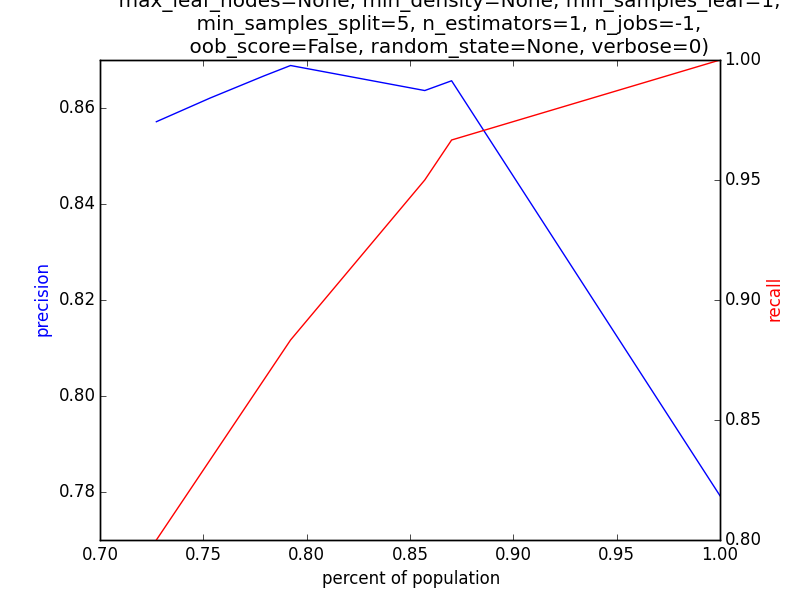 max_leaf_nodes=None, min_density=None, min_samples_leaf=1,
min_samples_split=5, n_estimators=1, n_jobs=-1,
oob_score=False, random_state=None, verbose=0)
0.86
0.84
0.82
0.80
0.78
precision
1.00
0.95
0.90
0.85
0.80
recall
0.70 0.75 0.80 0.85 0.90 0.95 1.00
percent of population